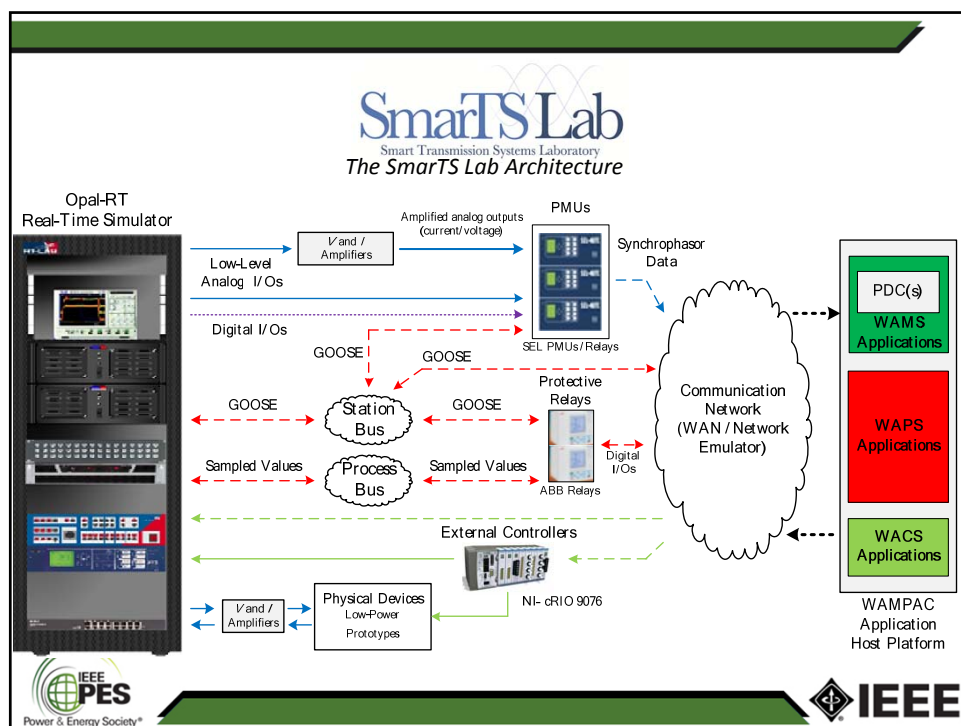 SmarTS Lab
Smart Transmission Systems Laboratory
The SmarTS Lab Architecture
Opal-RT
Real-Time Simulator
Low-Level
Analog I/Os
V and I
Amplifiers
Amplified analog outputs
(current/voltage)
PMUs
SEL PMUs/Relays
Digital I/Os
Synchrophasor
Data
GOOSE
GOOSE
GOOSE
Station
Bus
GOOSE
Protective
Relays
Sampled Values
Process
Bus
Sampled Values
ABB Relays
Digital
I/Os
Communication
Network
(WAN / Network
Emulator)
External Controllers
NI- cRIO 9076
V and I
Amplifiers
Physical Devices
Low-Power
Prototypes
PDC(s)
WAMS
Applications
WAPS
Applications
WACS
Applications
WAMPAC
Application
Host Platform
IEEE
PES
Power & Energy Society®
IEEE